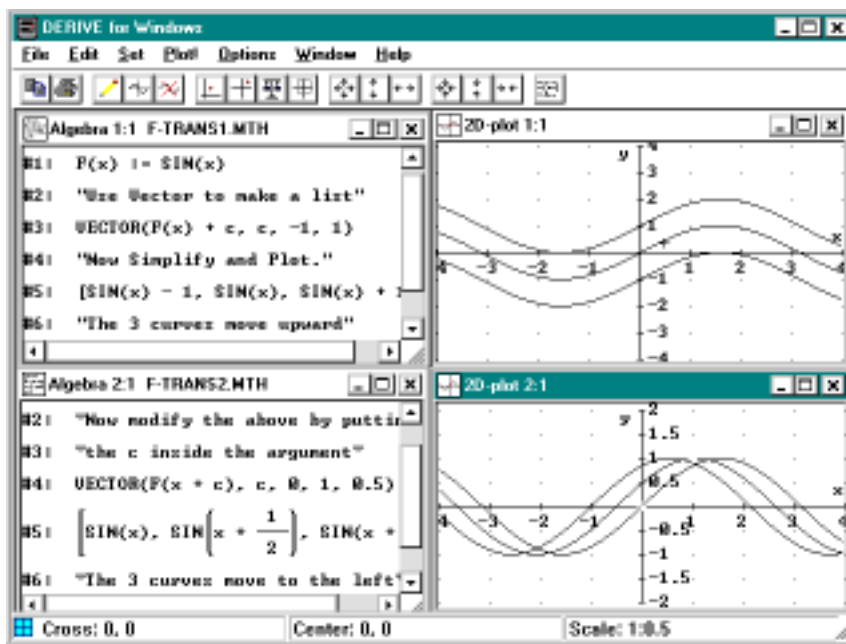 DERIVE for Windows
File Edit Set Plot! Options Window Help
Algebra 1:1 F-TRANS1.MTH
#1: F(x) := SIN(x)
#2: "Use Vector to make a list"
#3: VECTOR(F(x) + c, c, -1, 1)
#4: "Now Simplify and Plot."
#5: [SIN(x) - 1, SIN(x), SIN(x) + 1
#6: "The 3 curves move upward"
2D-plot 1:1
y 4
3
2
1
x
-4 -3 -2 -1 1 2 3 4
-1
-2
-3
-4
Algebra 2:1 F-TRANS2.MTH
#2: "Now modify the above by puttin
#3: "the c inside the argument"
#4: VECTOR(F(x + c), c, 0, 1, 0.5)
#5: [SIN(x), SIN(x + 1/2), SIN(x +
#6: "The 3 curves move to the left"
2D-plot 2:1
2
y
1.5
1
0.5
x
-4 -3 -2 -1 1 2 3 4
-0.5
-1
-1.5
-2
Cross: 0, 0 Center: 0, 0 Scale: 1:0.5